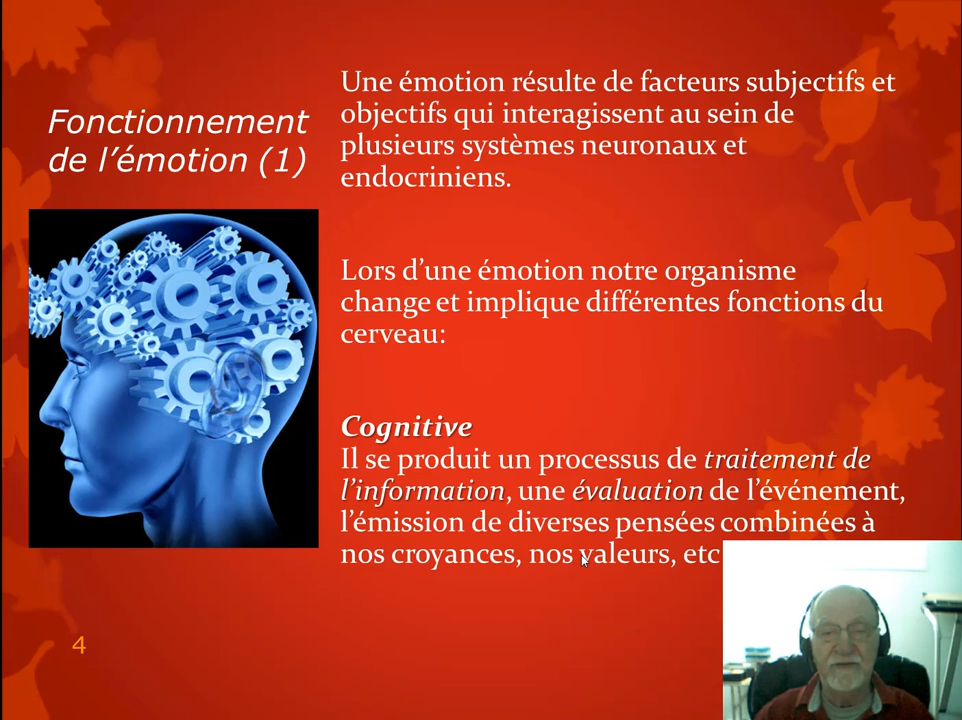 Fonctionnement
de l’émotion (1)
Une émotion résulte de facteurs subjectifs et
objectifs qui interagissent au sein de
plusieurs systèmes neuronaux et
endocriniens.
Lors d’une émotion notre organisme
change et implique différentes fonctions du
cerveau:
Cognitive
Il se produit un processus de traitement de
l’information, une évaluation de l’événement,
l’émission de diverses pensées combinées à
nos croyances, nos valeurs, etc
4